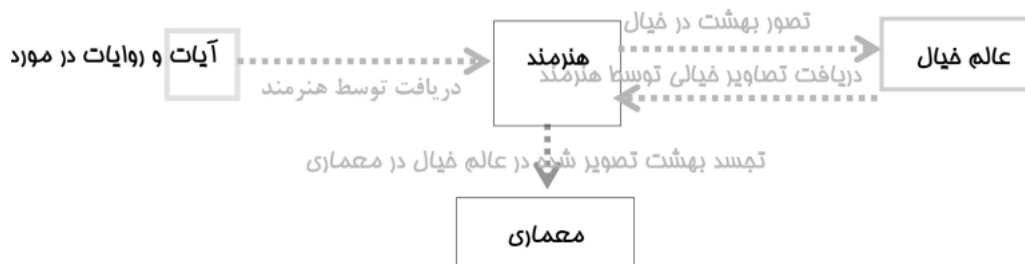 تصور بهشت در خیال
عالم خیال
دریافت تصاویر خیالی توسط هنرمند
هنرمند
آیات و روایات در مورد
دریافت توسط هنرمند
تجسد بهشت تصویر شده در عالم خیال در معماری
معماری